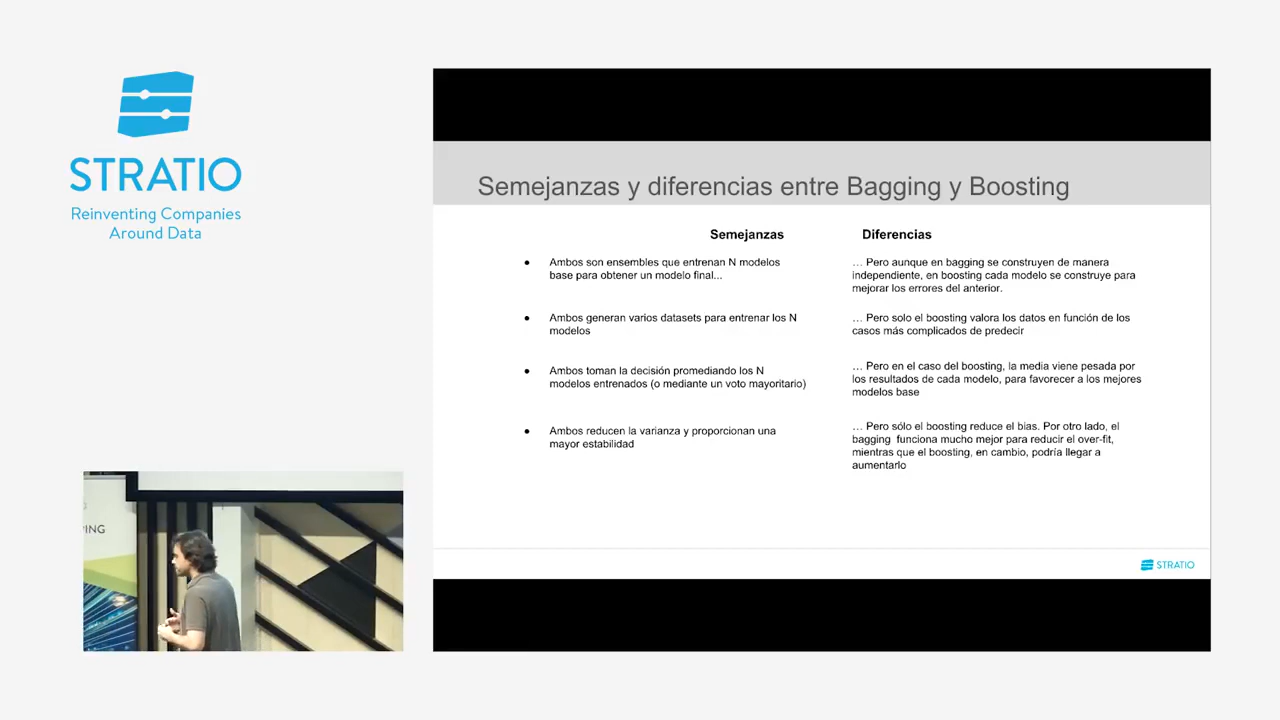 STRATIO
Reinventing Companies
Around Data
Semejanzas y diferencias entre Bagging y Boosting
Semejanzas
Diferencias
● Ambos son ensembles que entrenan N modelos
base para obtener un modelo final...
… Pero aunque en bagging se construyen de manera
independiente, en boosting cada modelo se construye para
mejorar los errores del anterior.
● Ambos generan varios datasets para entrenar los N
modelos
… Pero solo el boosting valora los datos en función de los
casos más complicados de predecir
● Ambos toman la decisión promediando los N
modelos entrenados (o mediante un voto mayoritario)
… Pero en el caso del boosting, la media viene pesada por
los resultados de cada modelo, para favorecer a los mejores
modelos base
● Ambos reducen la varianza y proporcionan una
mayor estabilidad
… Pero sólo el boosting reduce el bias. Por otro lado, el
bagging funciona mucho mejor para reducir el over-fit,
mientras que el boosting, en cambio, podría llegar a
aumentarlo
STRATIO